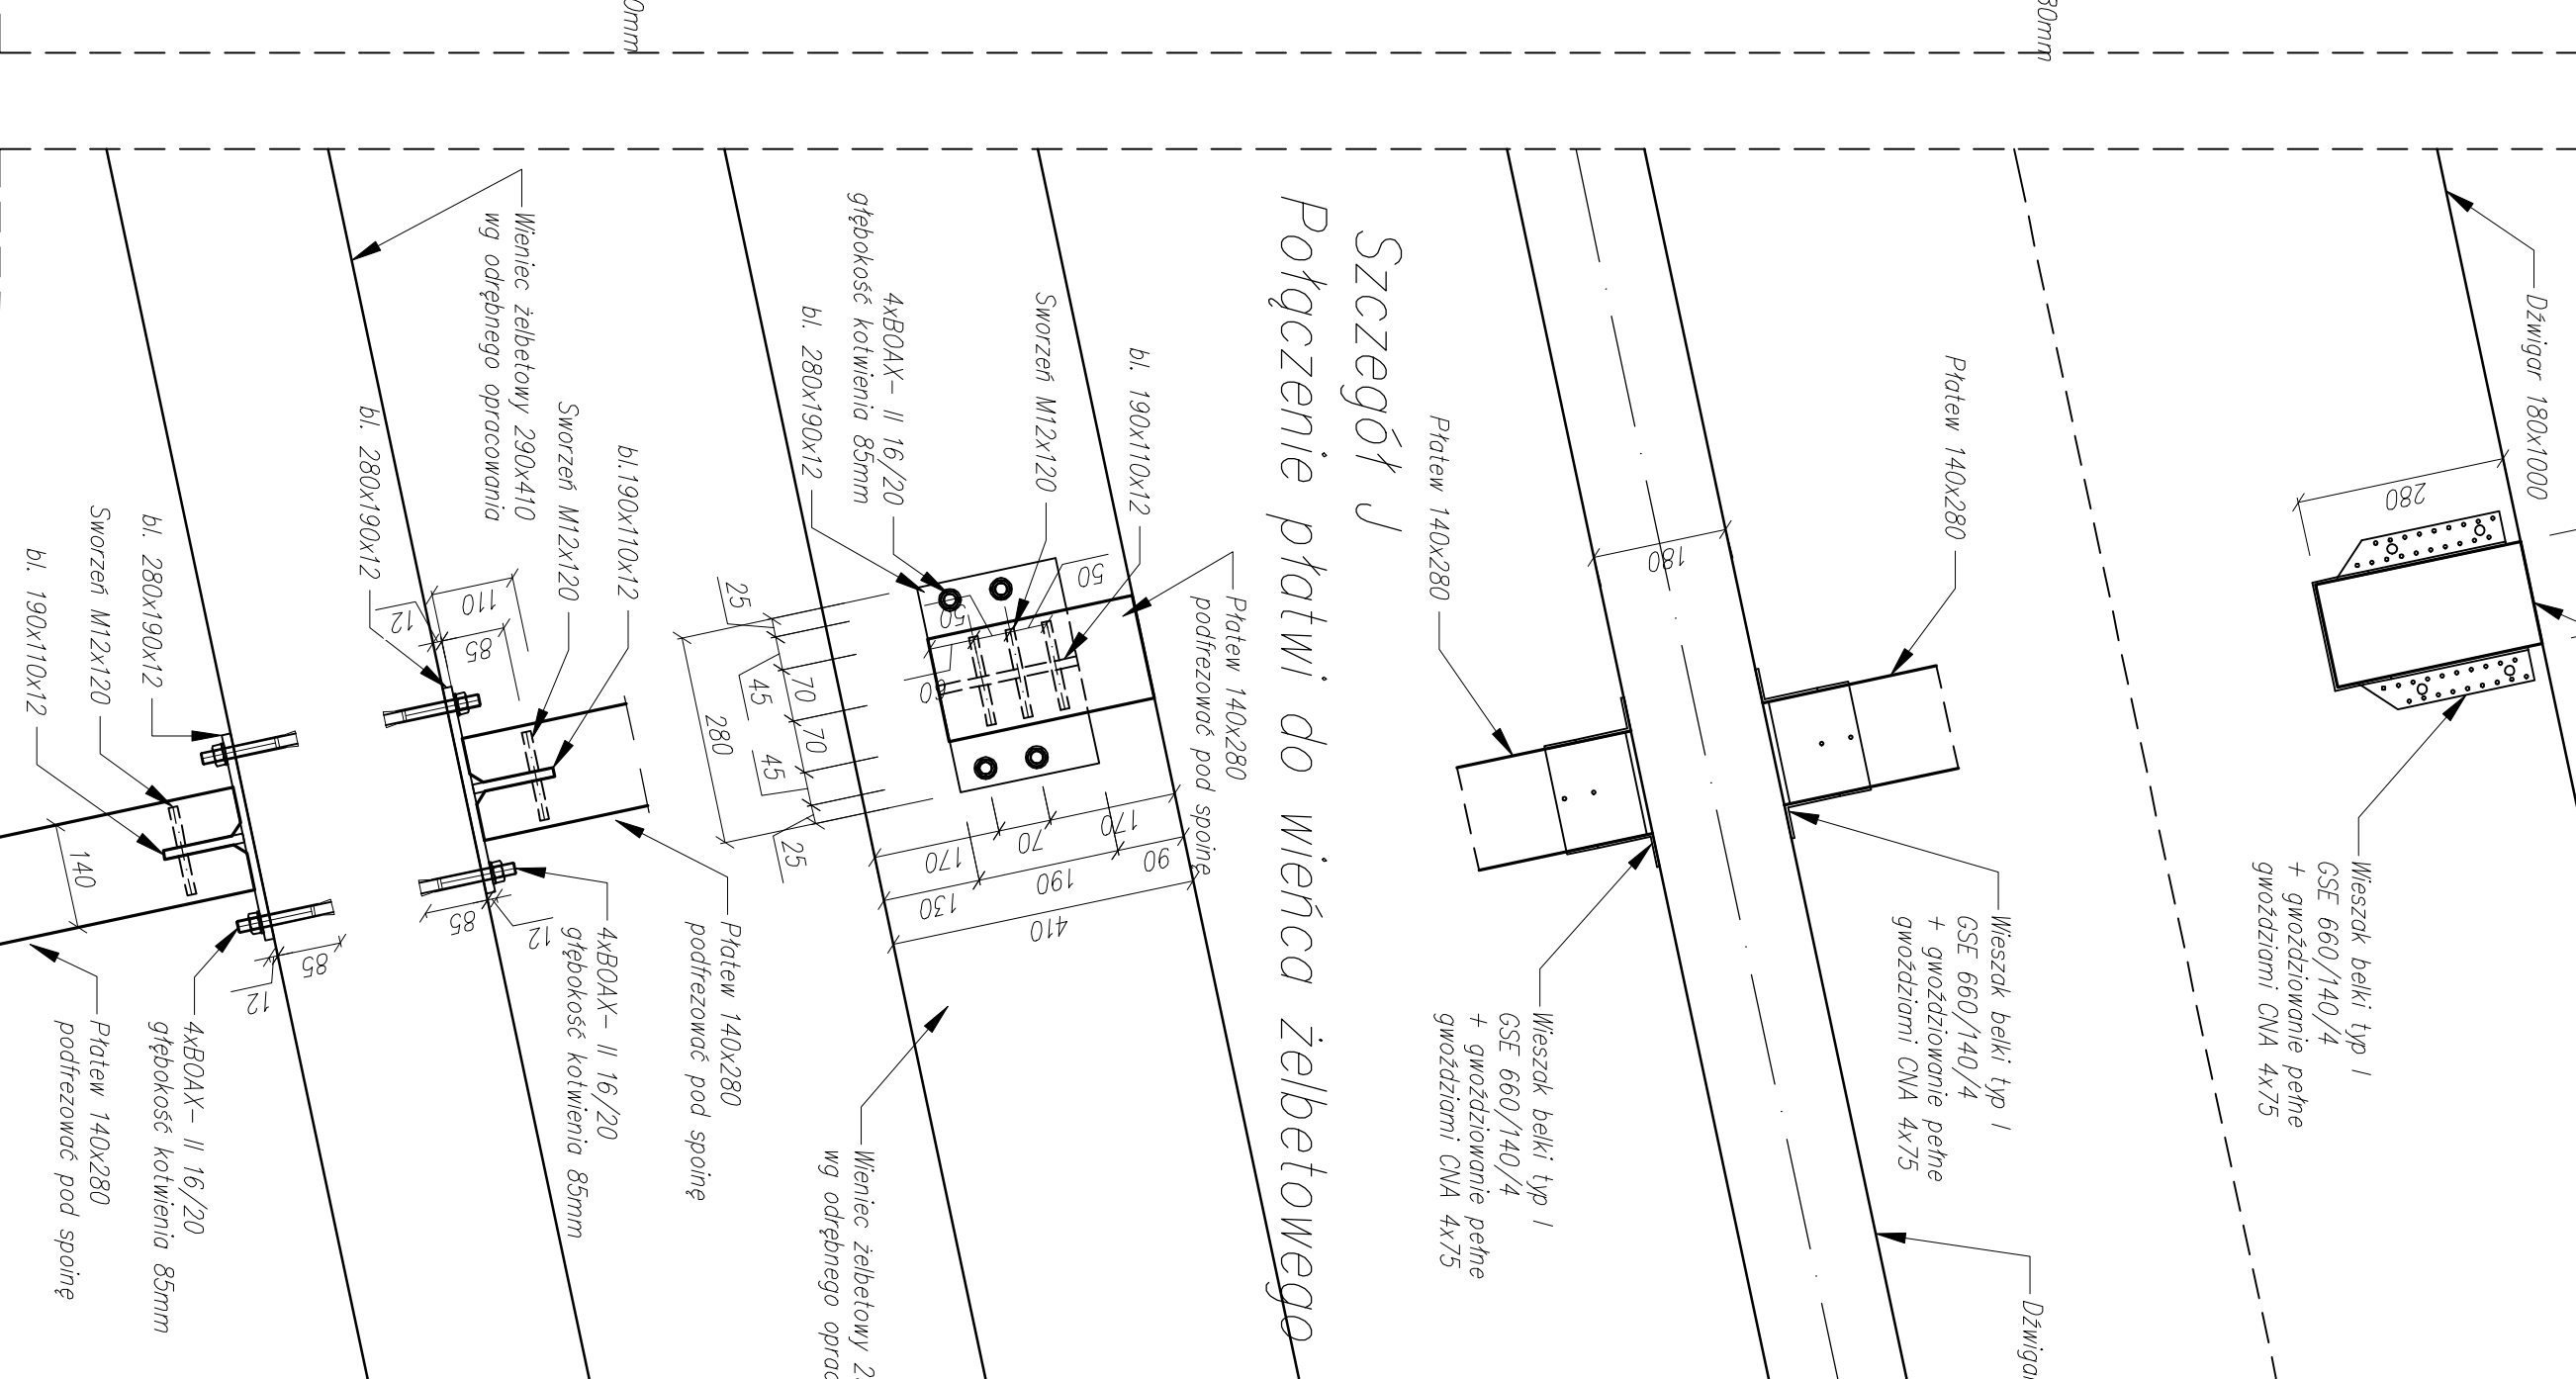 Dźwigar 180x1000
280
Wieszak belki typ I
GSE 660/140/4
+ gwoździowanie pełne
gwoździami CNA 4x75
Płatew 140x280
Wieszak belki typ I
GSE 660/140/4
+ gwoździowanie pełne
gwoździami CNA 4x75
180
Płatew 140x280
Wieszak belki typ I
GSE 660/140/4
+ gwoździowanie pełne
gwoździami CNA 4x75
Szczegół J
Połączenie płatwi do wieńca żelbetowego
Płatew 140x280
podfrezować pod spoinę
bl. 190x110x12
Sworzeń M12x120
4xBOAX- II 16/20
głębokość kotwienia 85mm
bl. 280x190x12
50
50
60
25
70
45
70
45
25
280
170
70
170
90
190
130
410
Wieniec żelbetowy
wg odrębnego
bl.190x110x12
Sworzeń M12x120
Wieniec żelbetowy 290x410
wg odrębnego opracowania
bl. 280x190x12
110
12
85
Płatew 140x280
podfrezować pod spoinę
4xBOAX- II 16/20
głębokość kotwienia 85mm
12
85
bl. 280x190x12
Sworzeń M12x120
bl. 190x110x12
140
85
12
4xBOAX- II 16/20
głębokość kotwienia 85mm
Płatew 140x280
podfrezować pod spoinę